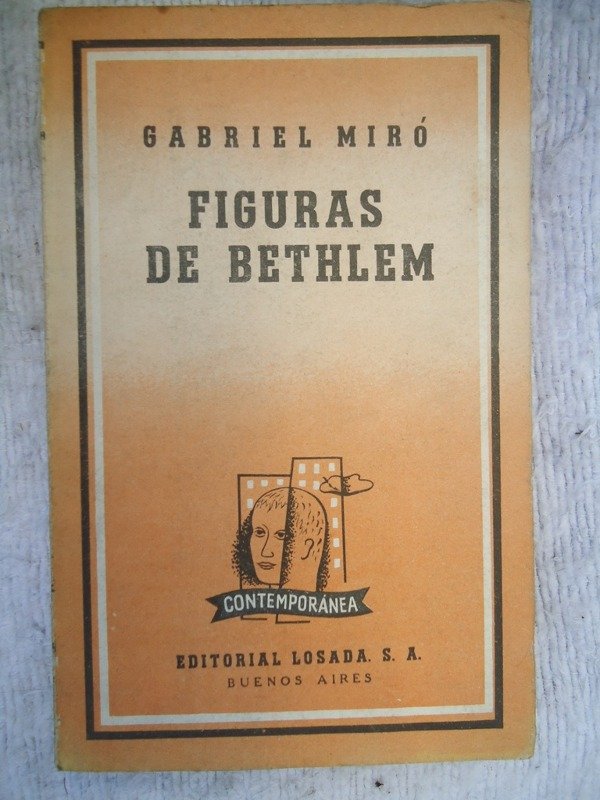 GABRIEL MIRÓ
FIGURAS
DE BETHLEM
CONTEMPORÁNEA
EDITORIAL LOSADA. S. A.
BUENOS AIRES